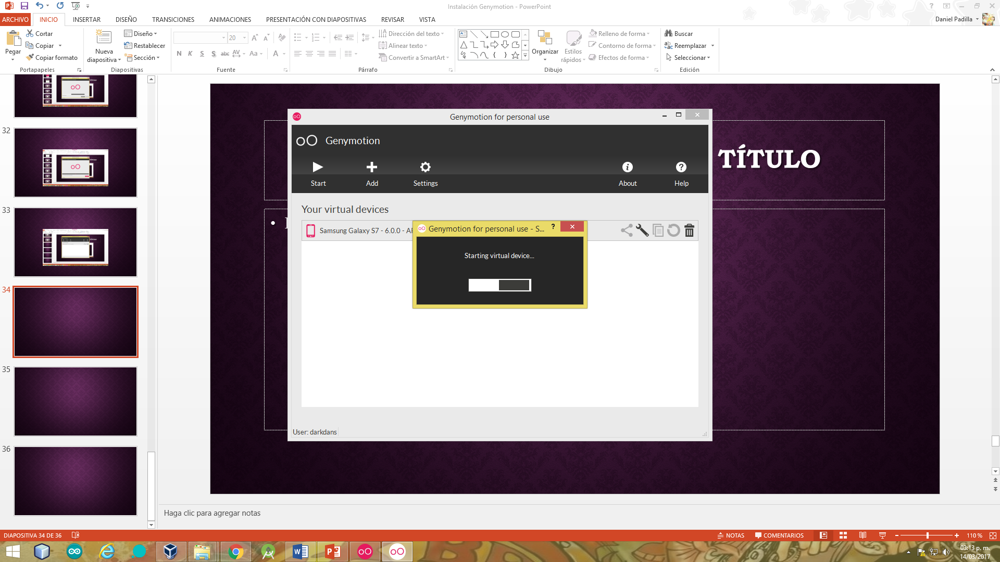 Instalación Genymotion - PowerPoint
ARCHIVO INICIO INSERTAR DISEÑO TRANSICIONES ANIMACIONES PRESENTACIÓN CON DIAPOSITIVAS REVISAR VISTA
Daniel Padilla
Pegar
Cortar
Copiar
Copiar formato
Portapapeles
Nueva
diapositiva
Diseño
Restablecer
Sección
Diapositivas
20
N K S S abc AV Aa A
Fuente
Dirección del texto
Alinear texto
Convertir a SmartArt
Párrafo
Organizar
Estilos
rápidos
Relleno de forma
Contorno de forma
Efectos de forma
Dibujo
Buscar
Reemplazar
Seleccionar
Edición
32
33
34
35
36
TÍTULO
Genymotion for personal use
Genymotion
Start
Add
Settings
About
Help
Your virtual devices
Samsung Galaxy S7 - 6.0.0 -
Genymotion for personal use - S...
Starting virtual device...
User: darkdans
Haga clic para agregar notas
DIAPOSITIVA 34 DE 36
NOTAS
COMENTARIOS
110 %
03:13 p. m.
14/03/2017